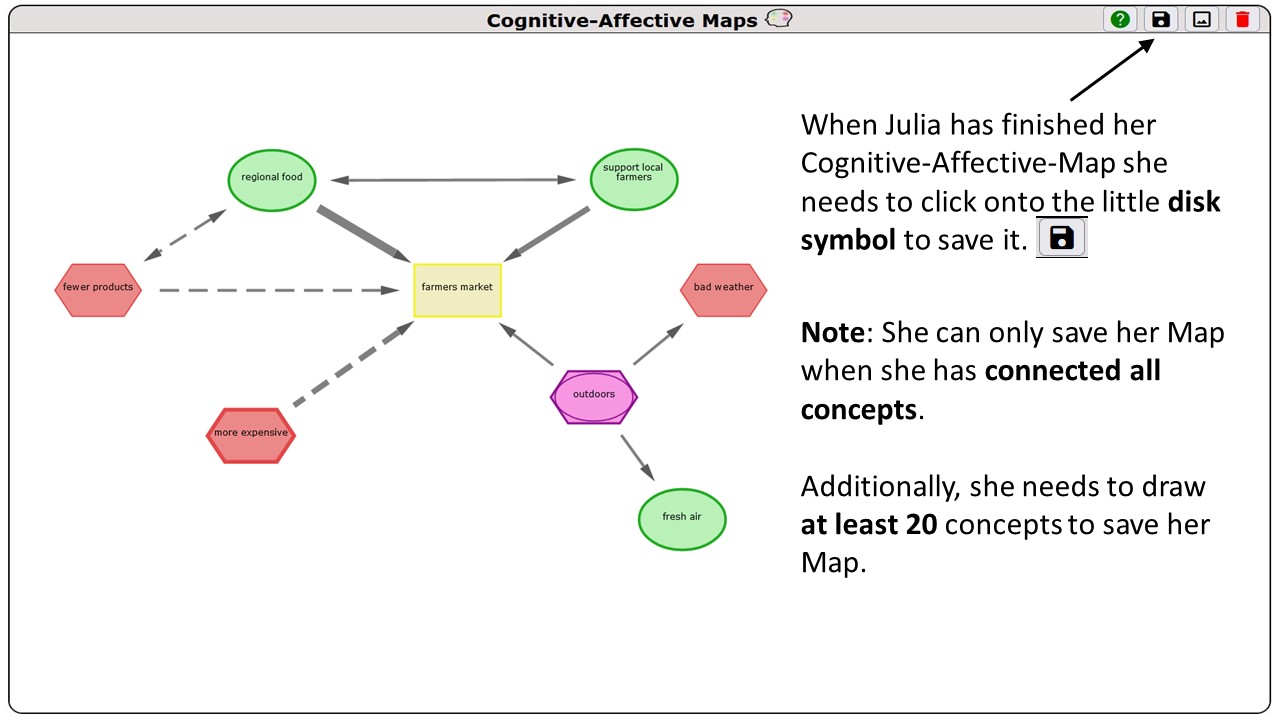 Cognitive-Affective Maps
When Julia has finished her
Cognitive-Affective-Map she
needs to click onto the little disk
symbol to save it.
Note: She can only save her Map
when she has connected all
concepts.
Additionally, she needs to draw
at least 20 concepts to save her
Map.
regional food
support local
farmers
fewer products
farmers market
bad weather
outdoors
more expensive
fresh air